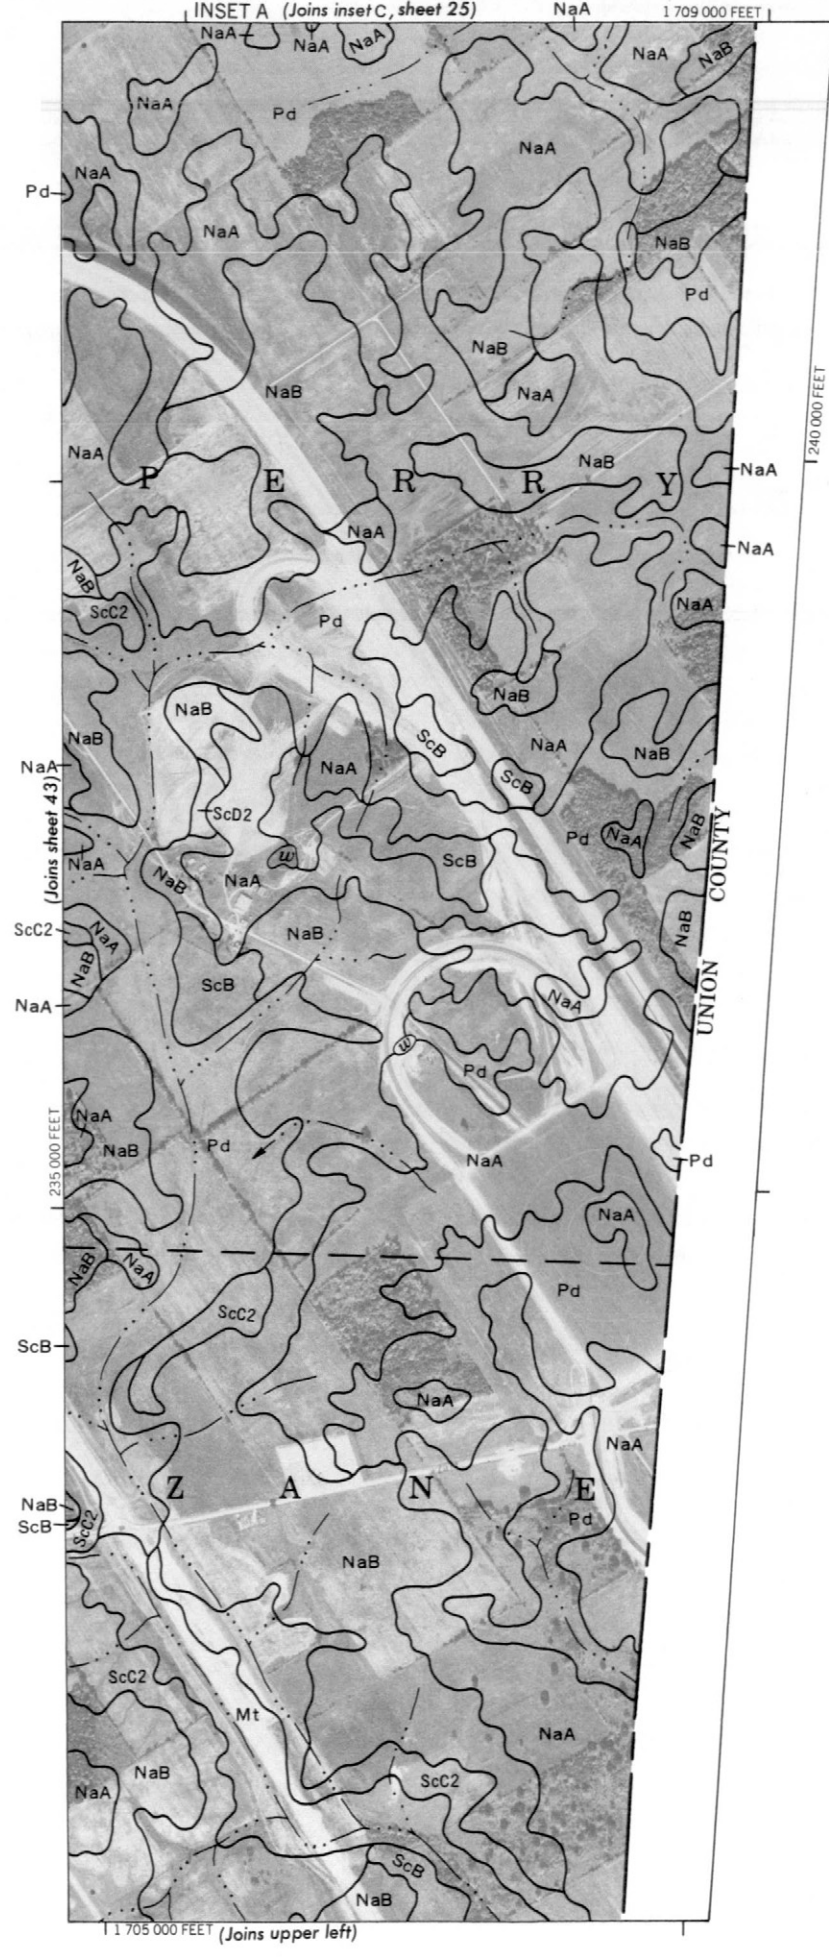 INSET A (Joins inset C, sheet 25) NaA 1 709 000 FEET
NaA NaA NaA NaA NaB
NaA
Pd
NaA
NaA
Pd
NaA
NaB
Pd
NaB
NaB
NaA
240 000 FEET
NaA
NaB
NaA
P E R R Y
NaA
NaA
NaB
NaA
ScC2
Pd
NaB
NaB
NaA
NaB
ScB
NaB
NaA
NaA
ScB
(Joins sheet 43)
ScD2
Pd
NaA
NaB
UNION COUNTY
NaA
NaB
NaA
w
ScB
ScC2
NaA
NaB
NaB
NaB
ScB
NaA
NaA
w
Pd
NaA
235 000 FEET
NaB
Pd
NaA
Pd
NaA
NaB
NaA
Pd
ScC2
ScB
NaA
NaA
Z A N E
NaB
ScB
ScC2
Pd
NaB
ScC2
Mt
NaA
NaB
NaA
ScC2
ScB
NaB
1 705 000 FEET (Joins upper left)